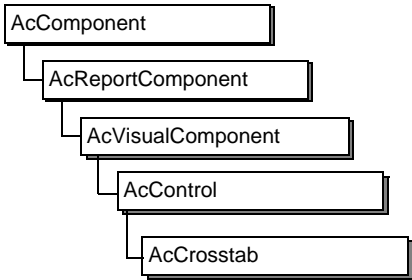 AcComponent
AcReportComponent
AcVisualComponent
AcControl
AcCrosstab